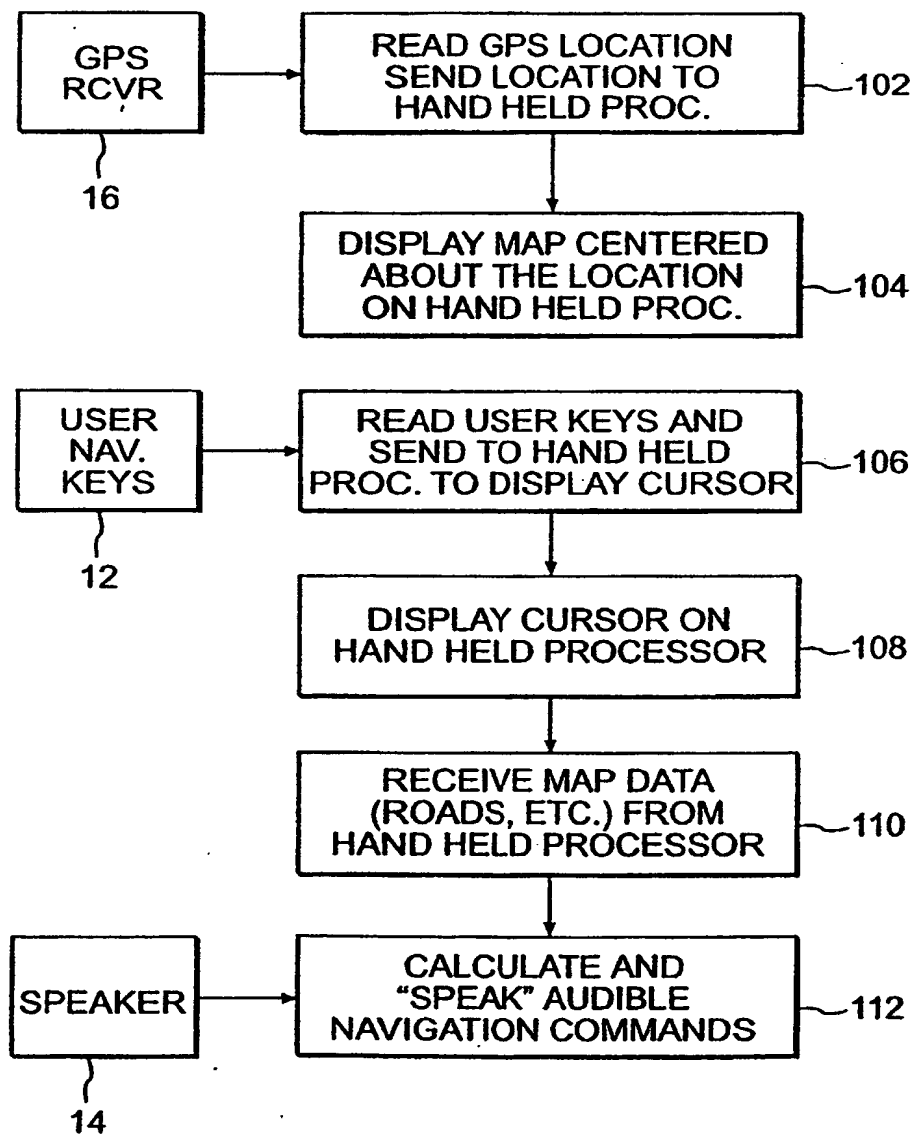 GPS
RCVR
16
READ GPS LOCATION
SEND LOCATION TO
HAND HELD PROC.
102
DISPLAY MAP CENTERED
ABOUT THE LOCATION
ON HAND HELD PROC.
104
USER
NAV.
KEYS
12
READ USER KEYS AND
SEND TO HAND HELD
PROC. TO DISPLAY CURSOR
106
DISPLAY CURSOR ON
HAND HELD PROCESSOR
108
RECEIVE MAP DATA
(ROADS, ETC.) FROM
HAND HELD PROCESSOR
110
SPEAKER
14
CALCULATE AND
“SPEAK” AUDIBLE
NAVIGATION COMMANDS
112